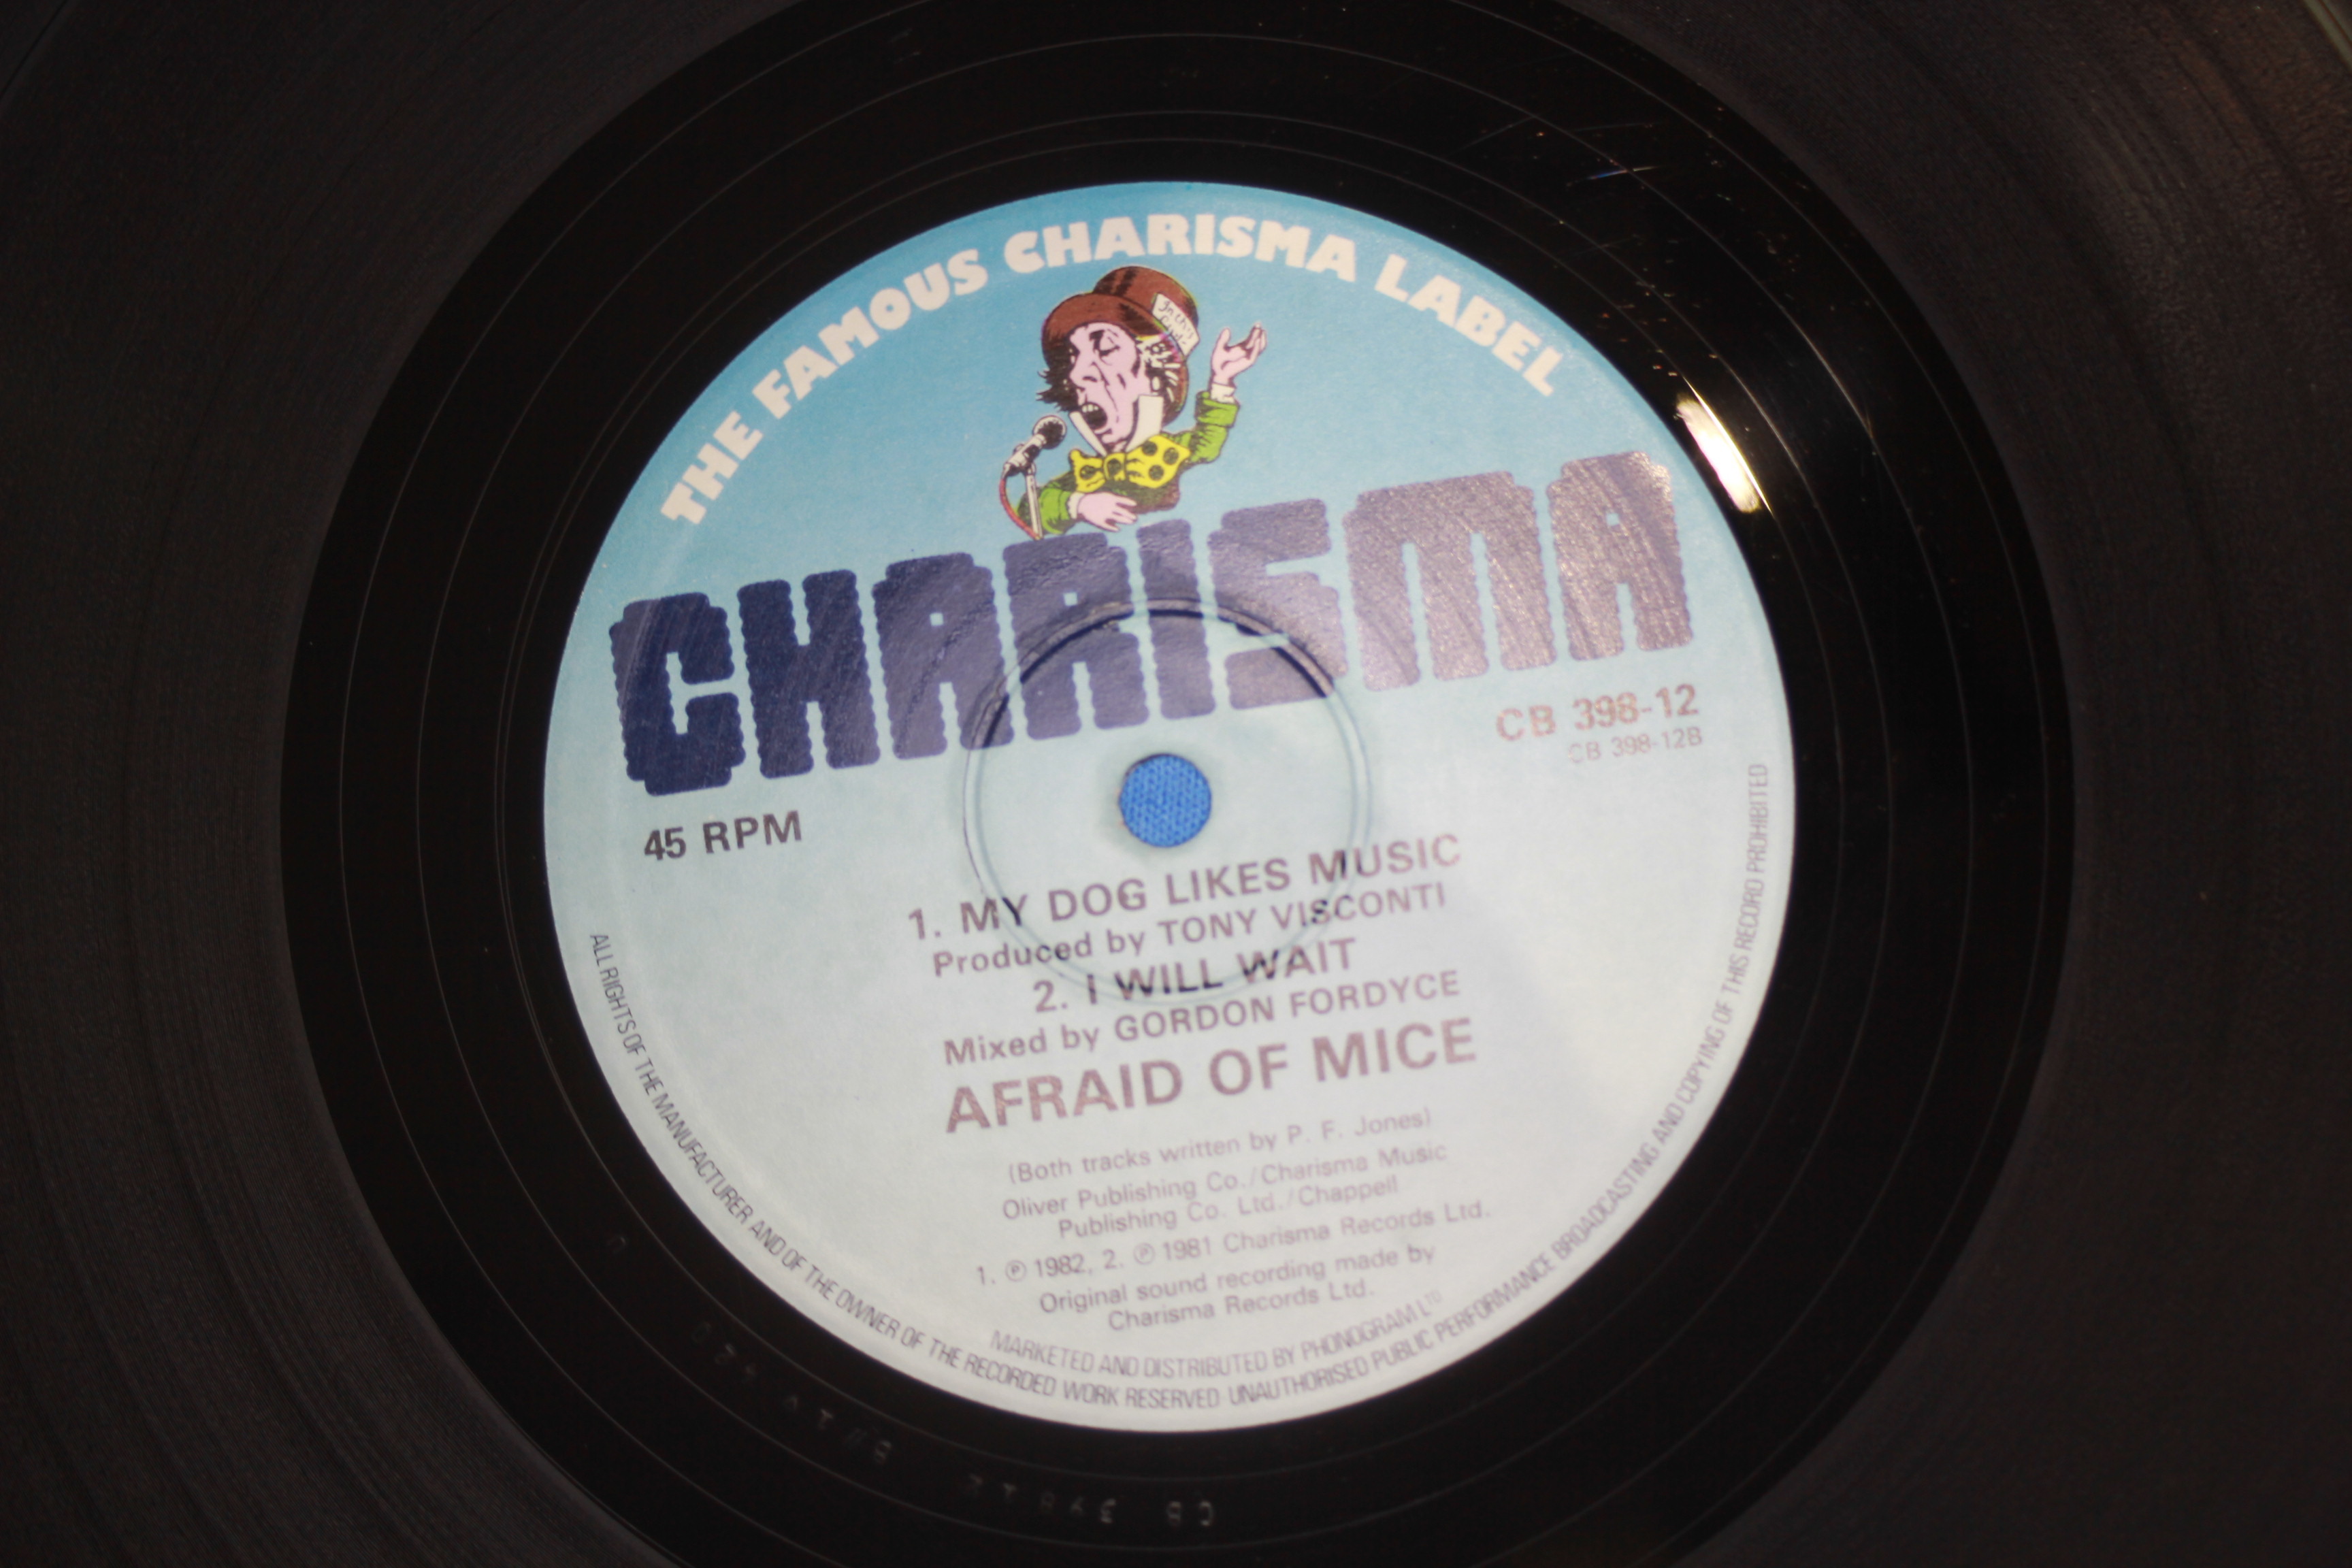 THE FAMOUS CHARISMA LABEL
CHARISMA
CB 398-12
CB 398-12B
45 RPM
1. MY DOG LIKES MUSIC
Produced by TONY VISCONTI
2. I WILL WAIT
Mixed by GORDON FORDYCE
AFRAID OF MICE
(Both tracks written by P. F. Jones)
Oliver Publishing Co./Charisma Music
Publishing Co. Ltd./Chappell
1. ℗ 1982, 2. ℗ 1981 Charisma Records Ltd.
Original sound recording made by
Charisma Records Ltd.
MARKETED AND DISTRIBUTED BY PHONOGRAM LTD
ALL RIGHTS OF THE MANUFACTURER AND OF THE OWNER OF THE RECORDED WORK RESERVED UNAUTHORISED PUBLIC PERFORMANCE BROADCASTING AND COPYING OF THIS RECORD PROHIBITED